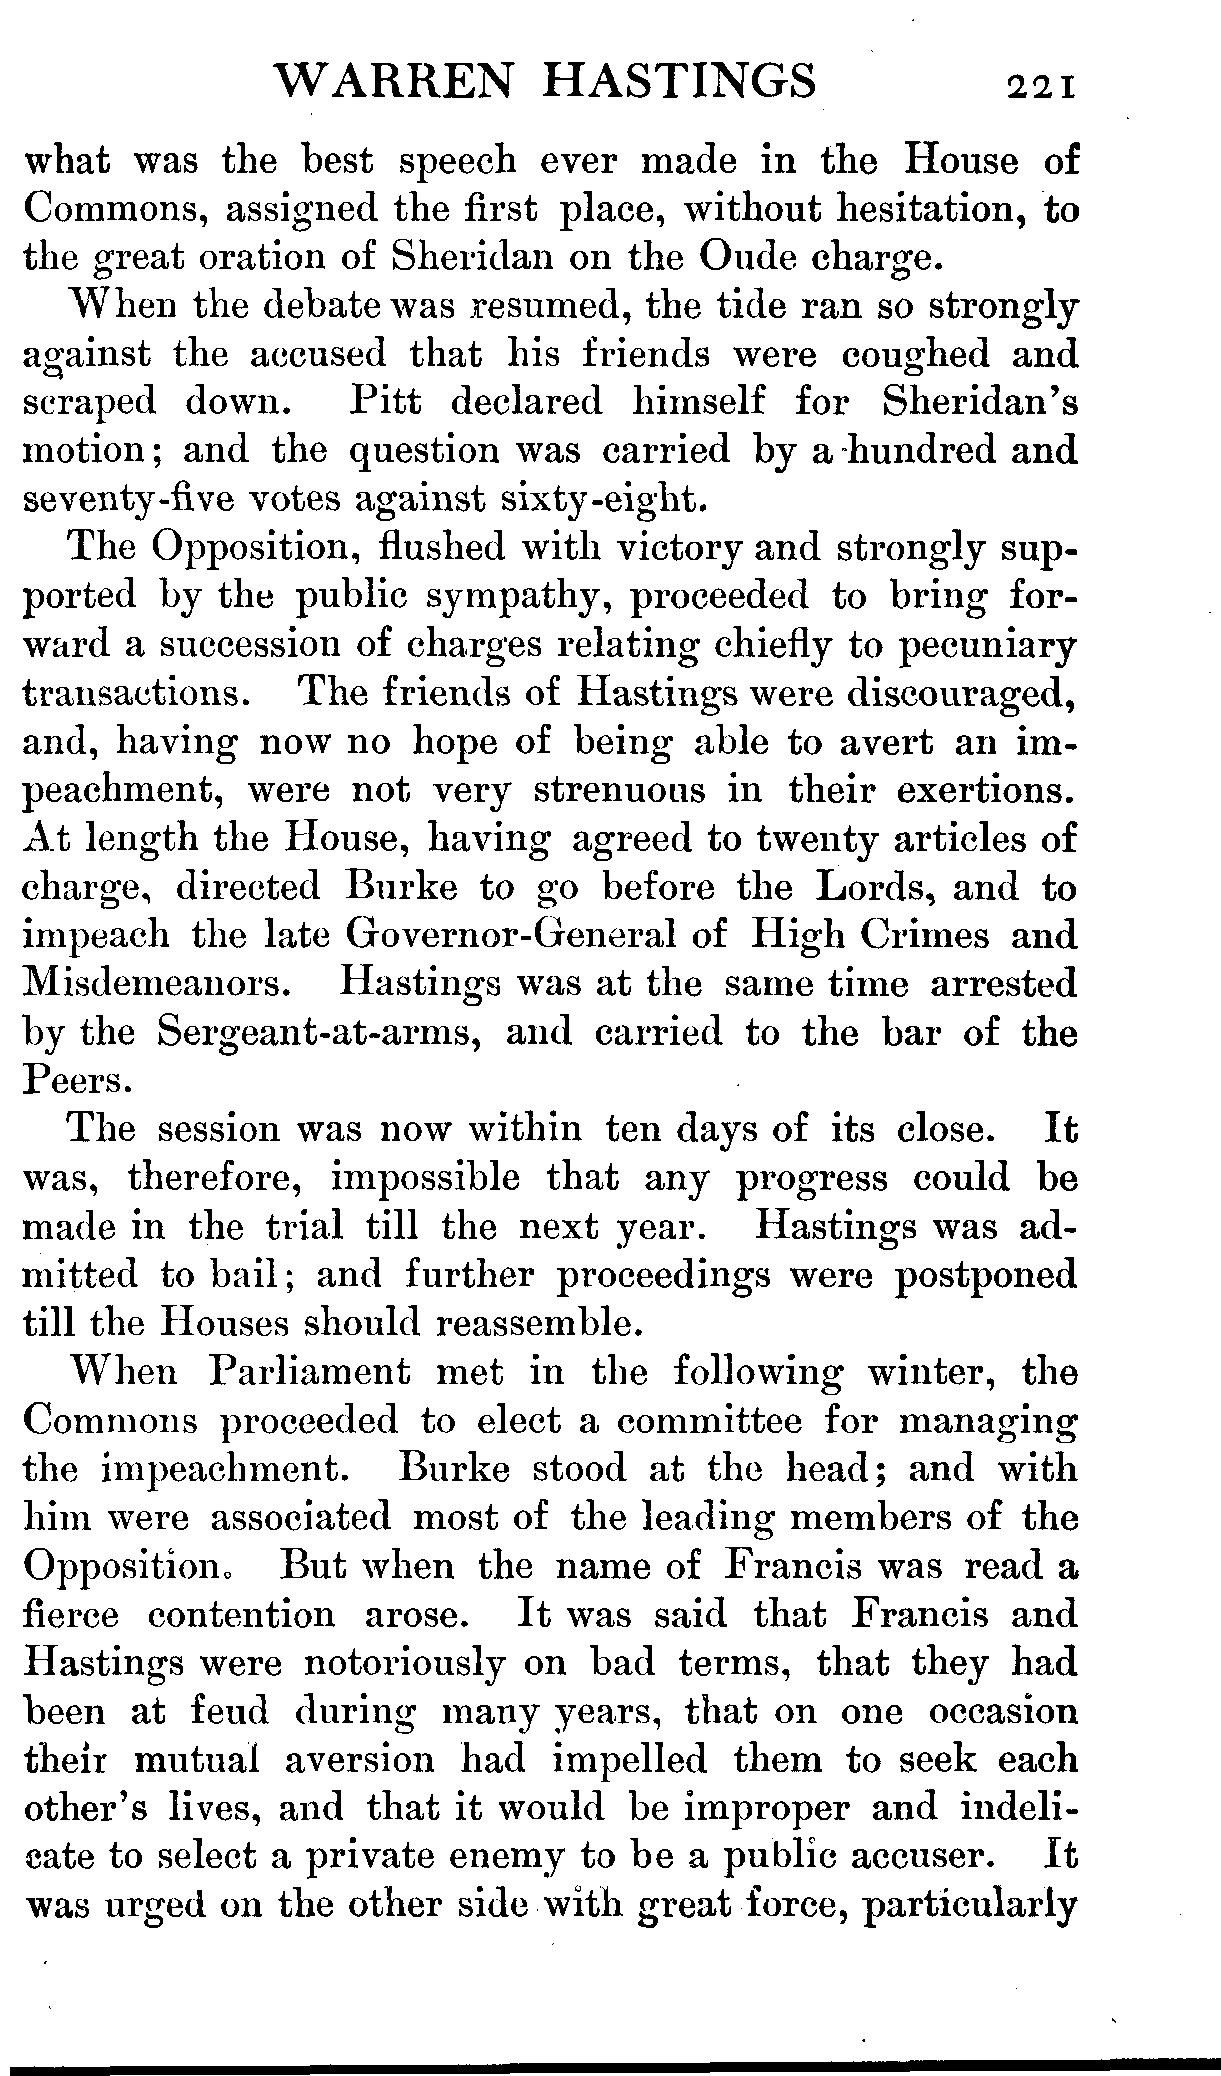 WARREN HASTINGS 221
what was the best speech ever made in the House of
Commons, assigned the first place, without hesitation, to
the great oration of Sheridan on the Oude charge.
When the debate was resumed, the tide ran so strongly
against the accused that his friends were coughed and
scraped down. Pitt declared himself for Sheridan's
motion; and the question was carried by a hundred and
seventy-five votes against sixty-eight.
The Opposition, flushed with victory and strongly sup-
ported by the public sympathy, proceeded to bring for-
ward a succession of charges relating chiefly to pecuniary
transactions. The friends of Hastings were discouraged,
and, having now no hope of being able to avert an im-
peachment, were not very strenuous in their exertions.
At length the House, having agreed to twenty articles of
charge, directed Burke to go before the Lords, and to
impeach the late Governor-General of High Crimes and
Misdemeanors. Hastings was at the same time arrested
by the Sergeant-at-arms, and carried to the bar of the
Peers.
The session was now within ten days of its close. It
was, therefore, impossible that any progress could be
made in the trial till the next year. Hastings was ad-
mitted to bail; and further proceedings were postponed
till the Houses should reassemble.
When Parliament met in the following winter, the
Commons proceeded to elect a committee for managing
the impeachment. Burke stood at the head; and with
him were associated most of the leading members of the
Opposition. But when the name of Francis was read a
fierce contention arose. It was said that Francis and
Hastings were notoriously on bad terms, that they had
been at feud during many years, that on one occasion
their mutual aversion had impelled them to seek each
other's lives, and that it would be improper and indeli-
cate to select a private enemy to be a public accuser. It
was urged on the other side with great force, particularly